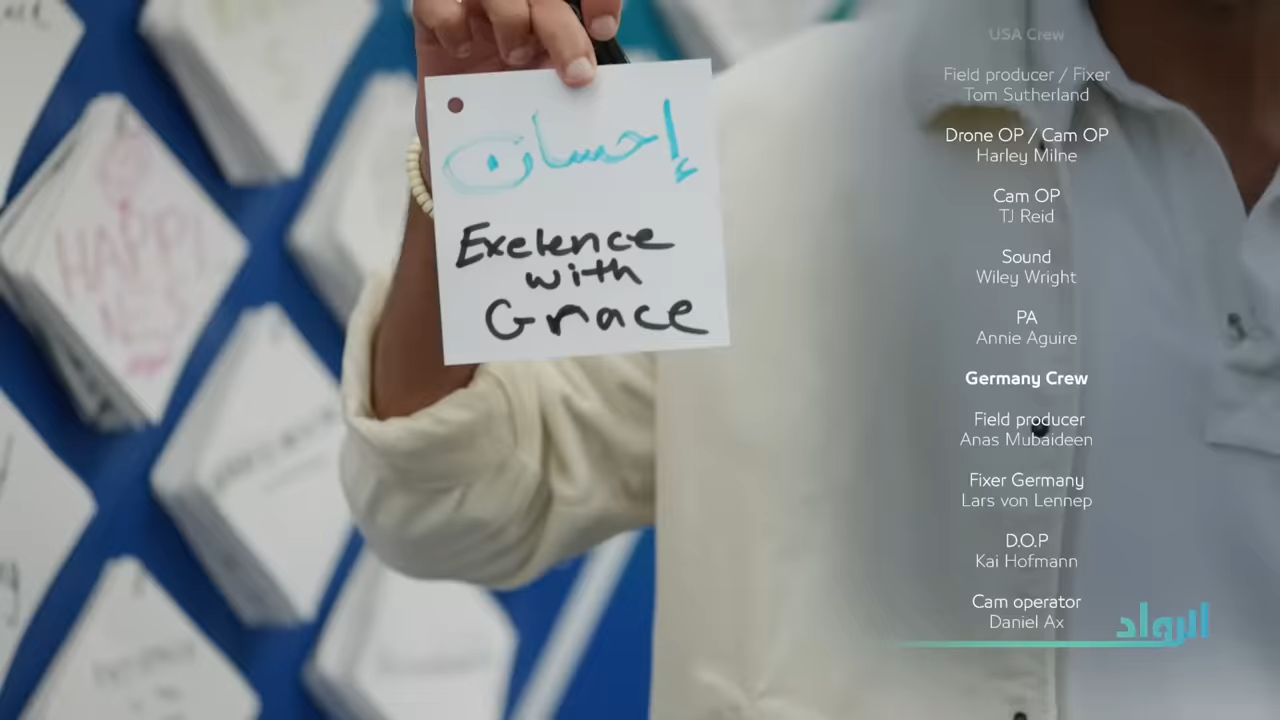 إحسان
Exelence
with
Grace
HAPPI
NESS
USA Crew
Field producer / Fixer
Tom Sutherland
Drone OP / Cam OP
Harley Milne
Cam OP
TJ Reid
Sound
Wiley Wright
PA
Annie Aguire
Germany Crew
Field producer
Anas Mubaideen
Fixer Germany
Lars von Lennep
D.O.P
Kai Hofmann
Cam operator
Daniel Ax
الرواد